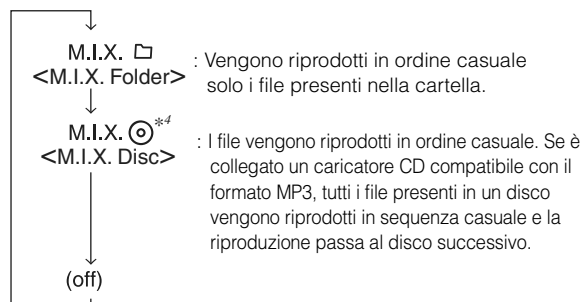 M.I.X.
<M.I.X. Folder>
: Vengono riprodotti in ordine casuale
solo i file presenti nella cartella.
M.I.X. *4
<M.I.X. Disc>
: I file vengono riprodotti in ordine casuale. Se è
collegato un caricatore CD compatibile con il
formato MP3, tutti i file presenti in un disco
vengono riprodotti in sequenza casuale e la
riproduzione passa al disco successivo.
(off)